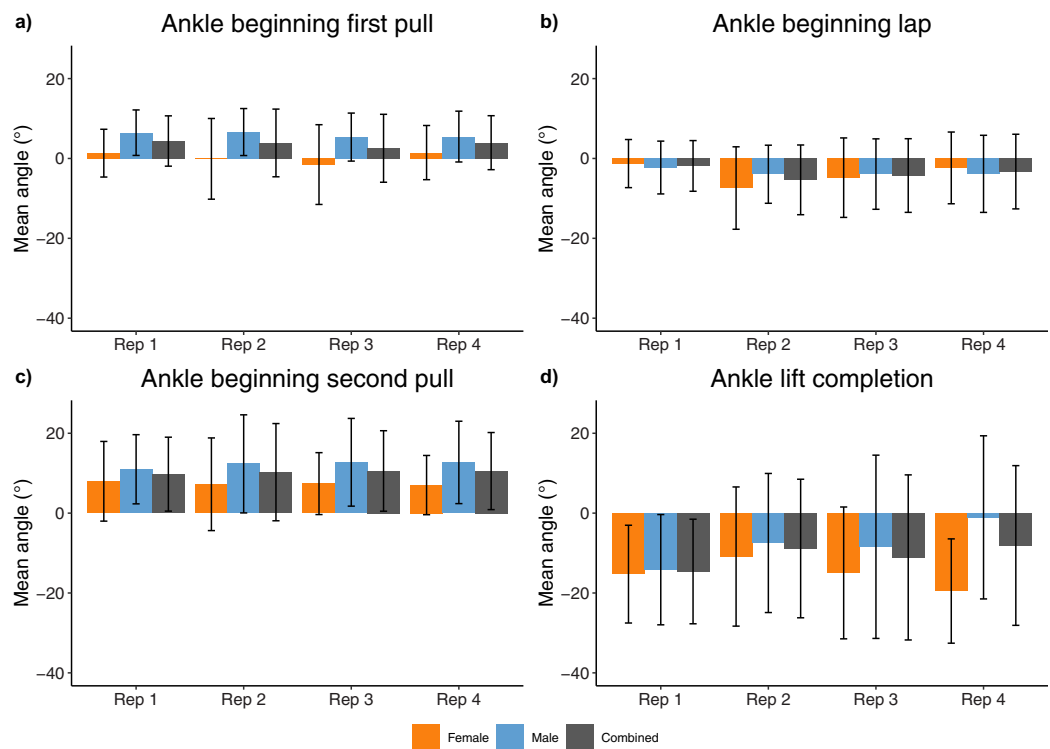 a) Ankle beginning first pull
Mean angle (°)
20
0
−20
−40
Rep 1 Rep 2 Rep 3 Rep 4
b) Ankle beginning lap
Mean angle (°)
20
0
−20
−40
Rep 1 Rep 2 Rep 3 Rep 4
c) Ankle beginning second pull
Mean angle (°)
20
0
−20
−40
Rep 1 Rep 2 Rep 3 Rep 4
d) Ankle lift completion
Mean angle (°)
20
0
−20
−40
Rep 1 Rep 2 Rep 3 Rep 4
Female Male Combined